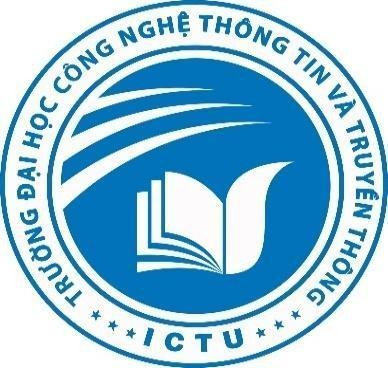 TRƯỜNG ĐẠI HỌC CÔNG NGHỆ THÔNG TIN VÀ TRUYỀN THÔNG
ICTU